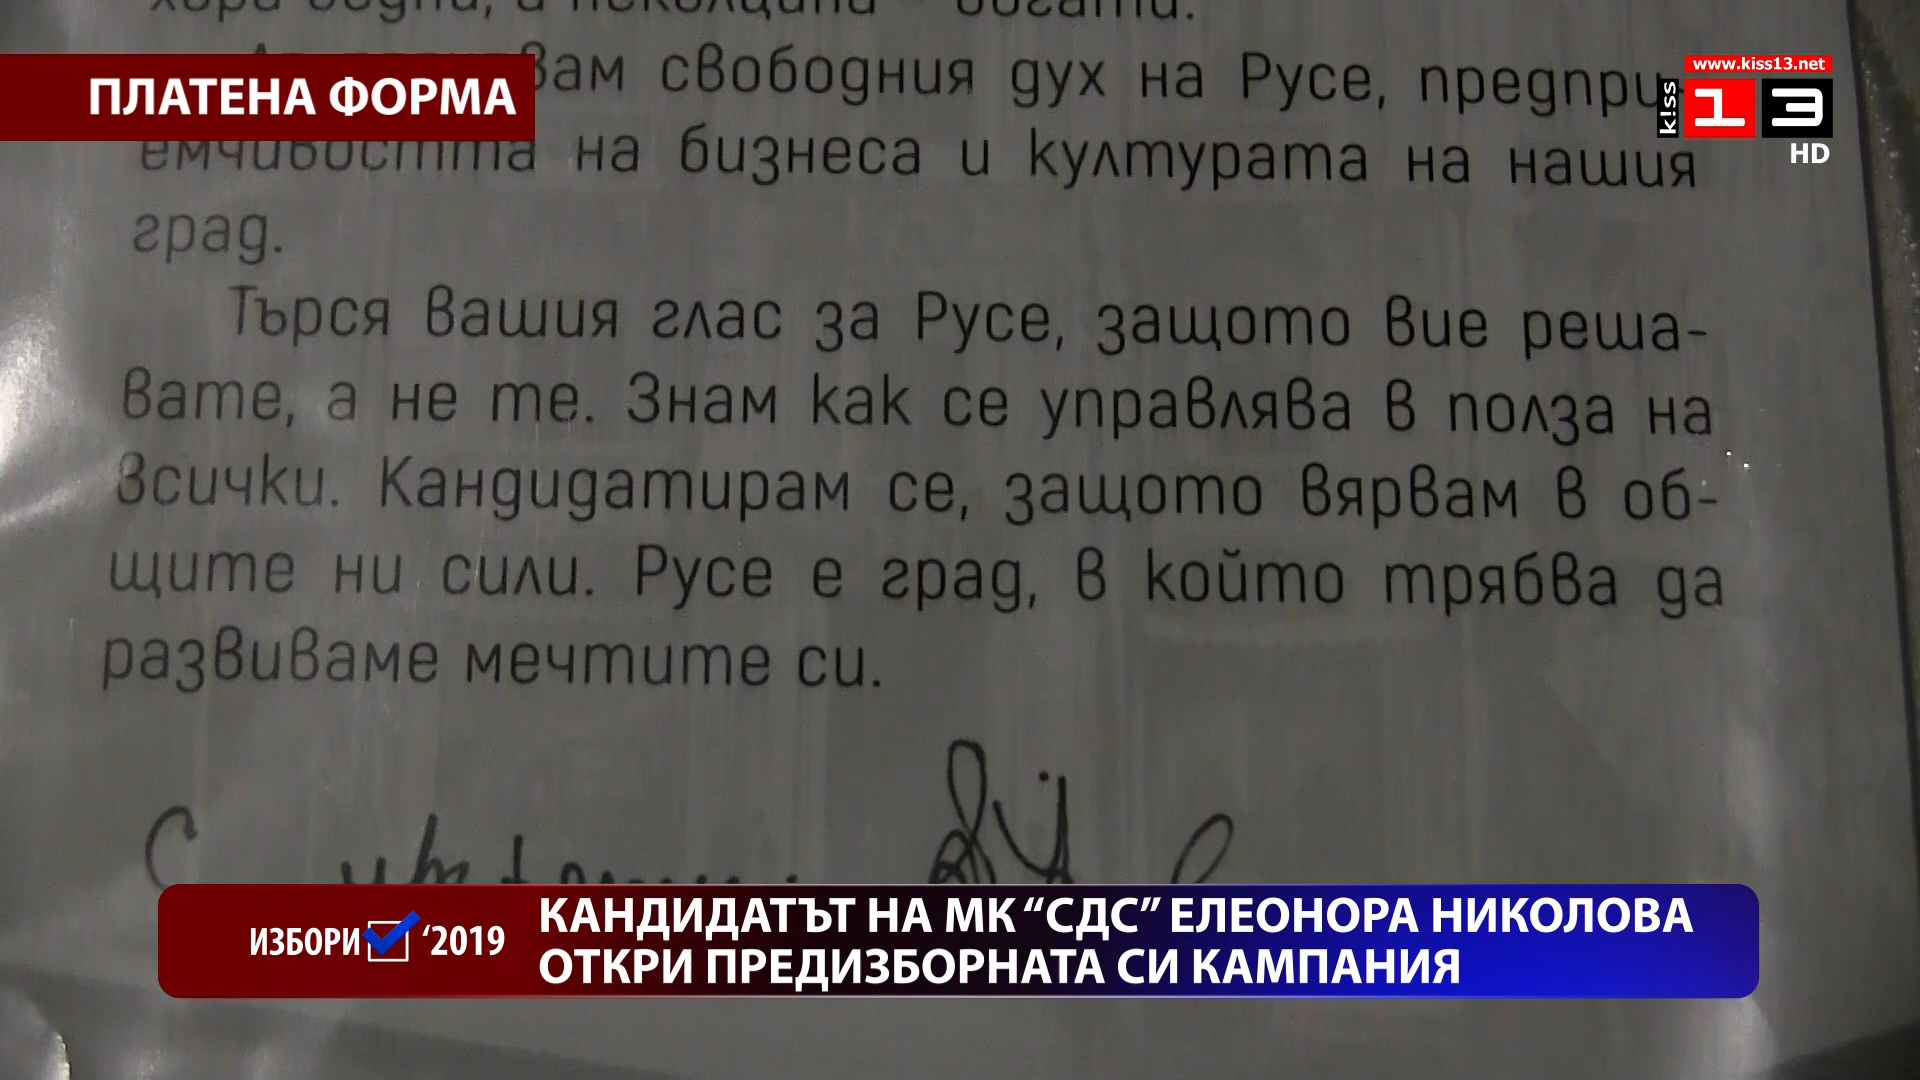 ПЛАТЕНА ФОРМА
www.kiss13.net
kiss 13
HD
свободния дух на Русе, предпри-
емчивостта на бизнеса и културата на нашия
град.
Търся вашия глас за Русе, защото вие реша-
вате, а не те. Знам как се управлява в полза на
всички. Кандидатирам се, защото вярвам в об-
щите ни сили. Русе е град, в който трябва да
развиваме мечтите си.
ИЗБОРИ ‘2019
КАНДИДАТЪТ НА МК “СДС” ЕЛЕОНОРА НИКОЛОВА
ОТКРИ ПРЕДИЗБОРНАТА СИ КАМПАНИЯ